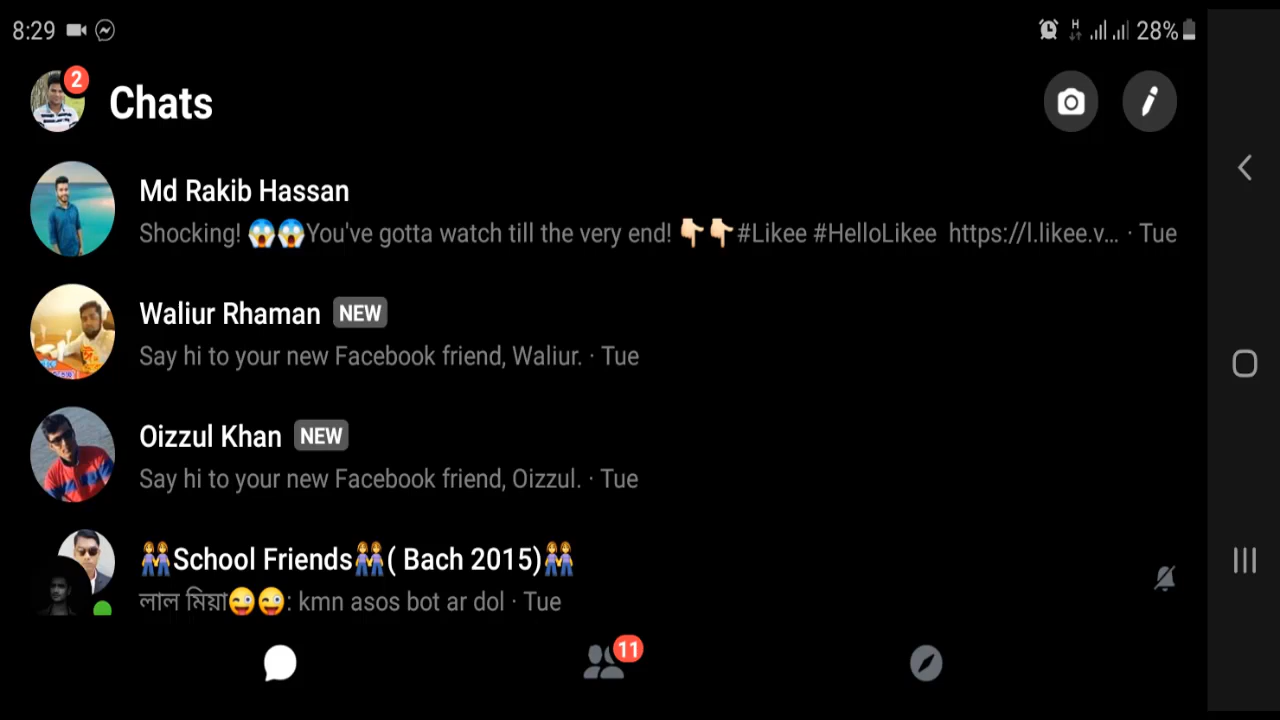 8:29
H 28%
2
Chats
Md Rakib Hassan
Shocking! 😱😱You've gotta watch till the very end! 👇🏻👇🏻#Likee #HelloLikee https://l.likee.v... · Tue
Waliur Rhaman NEW
Say hi to your new Facebook friend, Waliur. · Tue
Oizzul Khan NEW
Say hi to your new Facebook friend, Oizzul. · Tue
👭School Friends👭( Bach 2015)👭
লাল মিয়া😜😜: kmn asos bot ar dol · Tue
11